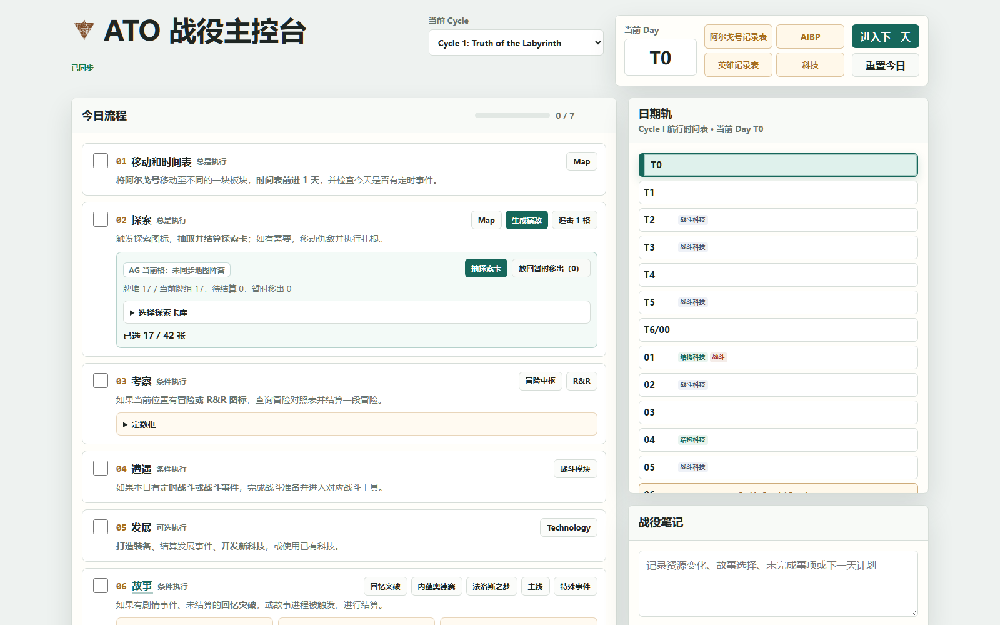 ATO 战役主控台
已同步
当前 Cycle
Cycle 1: Truth of the Labyrinth
当前 Day
T0
阿尔戈号记录表
AIBP
进入下一天
英雄记录表
科技
重置今日
今日流程
0 / 7
01 移动和时间表 总是执行
Map
将阿尔戈号移动至不同的一块板块，时间表前进 1 天，并检查今天是否有定时事件。
02 探索 总是执行
Map
生成宿敌
追击 1 格
触发探索图标，抽取并结算探索卡；如有需要，移动仇敌并执行扎根。
AG 当前格：未同步地图阵营
抽探索卡
放回暂时移出（0）
牌堆 17 / 当前牌组 17，待结算 0，暂时移出 0
▶ 选择探索卡库
已选 17 / 42 张
03 考察 条件执行
冒险中枢
R&R
如果当前位置有冒险或 R&R 图标，查询冒险对照表并结算一段冒险。
▶ 定数框
04 遭遇 条件执行
战斗模块
如果本日有定时战斗或战斗事件，完成战斗准备并进入对应战斗工具。
05 发展 可选执行
Technology
打造装备、结算发展事件、开发新科技，或使用已有科技。
06 故事 条件执行
回忆突破
内蕴奥德赛
法洛斯之梦
主线
特殊事件
如果有剧情事件、未结算的回忆突破，或故事进程被触发，进行结算。
日期轨
Cycle I 航行时间表 • 当前 Day T0
T0
T1
T2 战斗科技
T3 战斗科技
T4
T5 战斗科技
T6/00
01 结构科技 战斗
02 战斗科技
03
04 结构科技
05 战斗科技
战役笔记
记录资源变化、故事选择、未完成事项或下一天计划